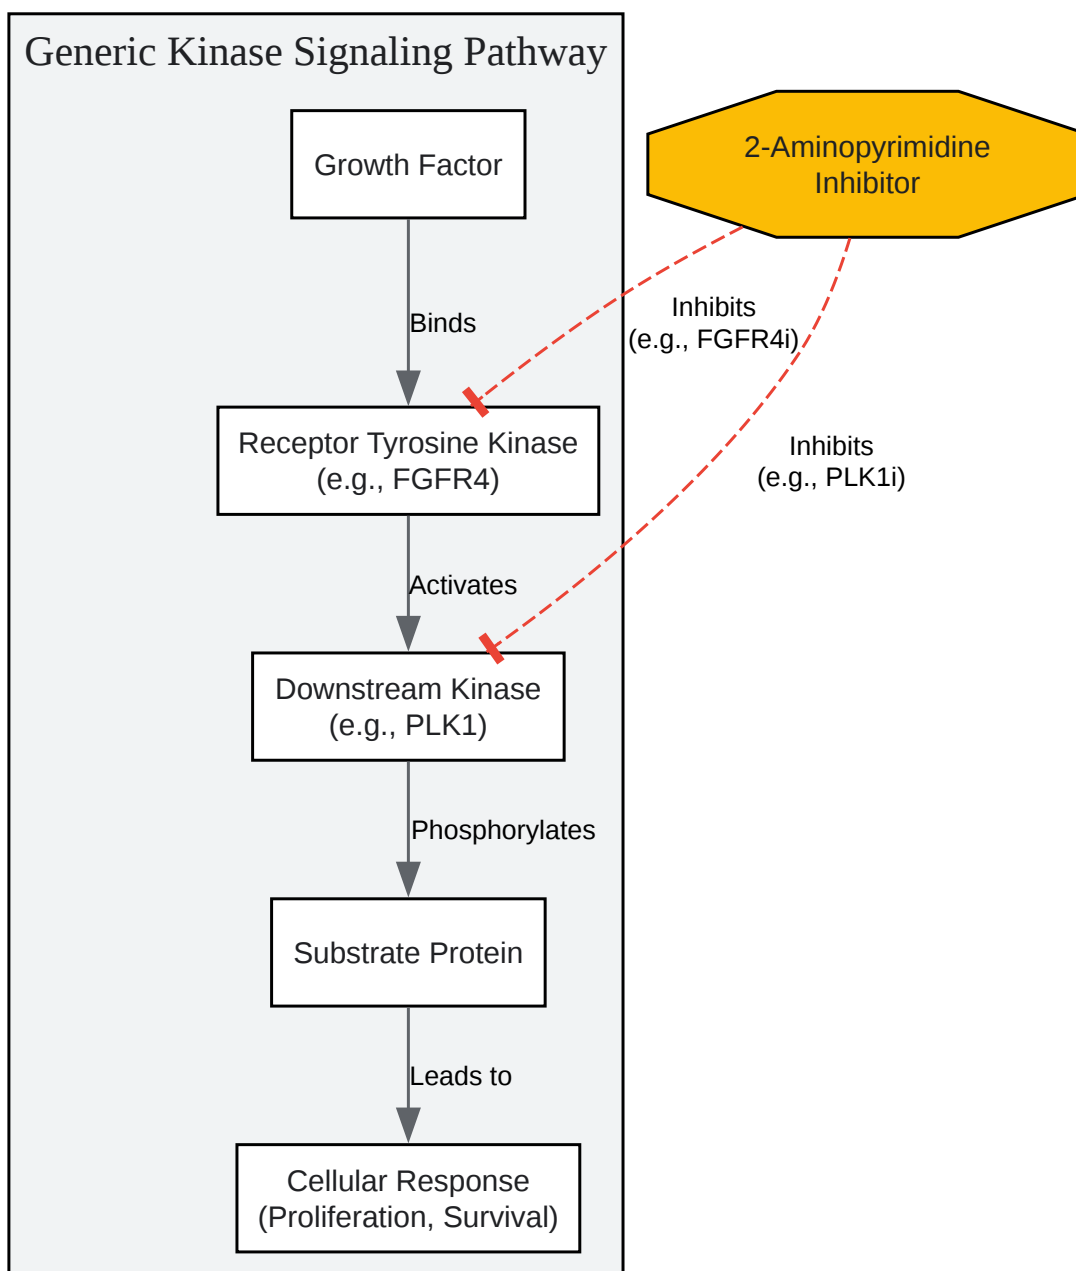 Generic Kinase Signaling Pathway
Growth Factor
2-Aminopyrimidine
Inhibitor
Binds
Inhibits
(e.g., FGFR4i)
Receptor Tyrosine Kinase
(e.g., FGFR4)
Inhibits
(e.g., PLK1i)
Activates
Downstream Kinase
(e.g., PLK1)
Phosphorylates
Substrate Protein
Leads to
Cellular Response
(Proliferation, Survival)